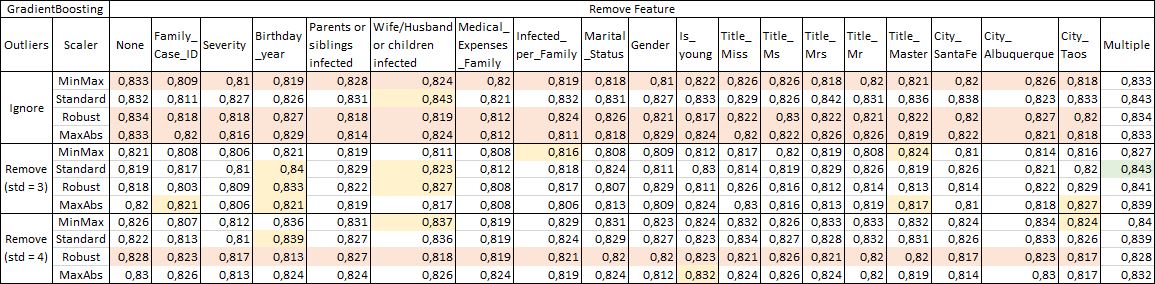 GradientBoosting Remove Feature
Outliers Scaler None Family_Case_ID Severity Birthday_year Parents or siblings infected Wife/Husband or children infected Medical_Expenses_Family Infected_per_Family Marital_Status Gender Is_young Title_Miss Title_Ms Title_Mrs Title_Mr Title_Master City_SantaFe City_Albuquerque City_Taos Multiple
Ignore
MinMax 0,833 0,809 0,81 0,819 0,828 0,824 0,82 0,819 0,818 0,81 0,822 0,826 0,826 0,818 0,82 0,821 0,82 0,826 0,818 0,833
Standard 0,832 0,811 0,827 0,826 0,831 0,843 0,821 0,832 0,831 0,827 0,833 0,829 0,826 0,842 0,831 0,836 0,838 0,823 0,833 0,843
Robust 0,834 0,818 0,818 0,827 0,818 0,819 0,812 0,824 0,826 0,821 0,817 0,822 0,83 0,822 0,821 0,822 0,82 0,827 0,82 0,834
MaxAbs 0,833 0,82 0,816 0,829 0,814 0,824 0,812 0,811 0,818 0,829 0,824 0,82 0,822 0,826 0,826 0,819 0,822 0,821 0,818 0,833
Remove (std = 3)
MinMax 0,821 0,808 0,806 0,821 0,819 0,811 0,808 0,816 0,808 0,809 0,812 0,817 0,82 0,819 0,808 0,824 0,81 0,814 0,816 0,827
Standard 0,819 0,817 0,81 0,84 0,829 0,823 0,812 0,818 0,824 0,811 0,83 0,814 0,819 0,829 0,819 0,829 0,826 0,821 0,82 0,843
Robust 0,818 0,803 0,809 0,833 0,822 0,827 0,808 0,817 0,807 0,829 0,811 0,826 0,816 0,812 0,814 0,813 0,814 0,822 0,829 0,841
MaxAbs 0,82 0,821 0,806 0,821 0,819 0,817 0,808 0,806 0,813 0,809 0,824 0,83 0,816 0,813 0,819 0,817 0,813 0,817 0,827 0,839
Remove (std = 4)
MinMax 0,826 0,807 0,812 0,836 0,831 0,837 0,819 0,829 0,831 0,823 0,824 0,831 0,826 0,833 0,833 0,832 0,824 0,834 0,824 0,84
Standard 0,822 0,813 0,81 0,839 0,827 0,836 0,819 0,824 0,829 0,827 0,823 0,834 0,827 0,828 0,832 0,831 0,826 0,833 0,826 0,839
Robust 0,828 0,823 0,816 0,813 0,827 0,818 0,819 0,821 0,82 0,82 0,823 0,821 0,826 0,821 0,82 0,82 0,817 0,823 0,817 0,828
MaxAbs 0,83 0,826 0,813 0,824 0,824 0,826 0,824 0,819 0,824 0,812 0,832 0,814 0,826 0,824 0,823 0,824 0,814 0,83 0,817 0,832